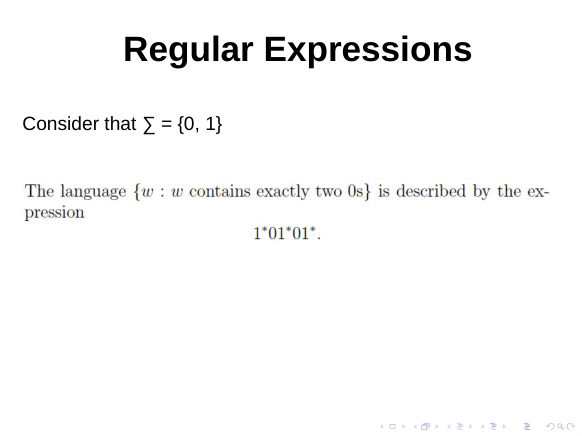 Regular Expressions
Consider that ∑ = {0, 1}
The language {w : w contains exactly two 0s} is described by the ex-
pression
1*01*01*.